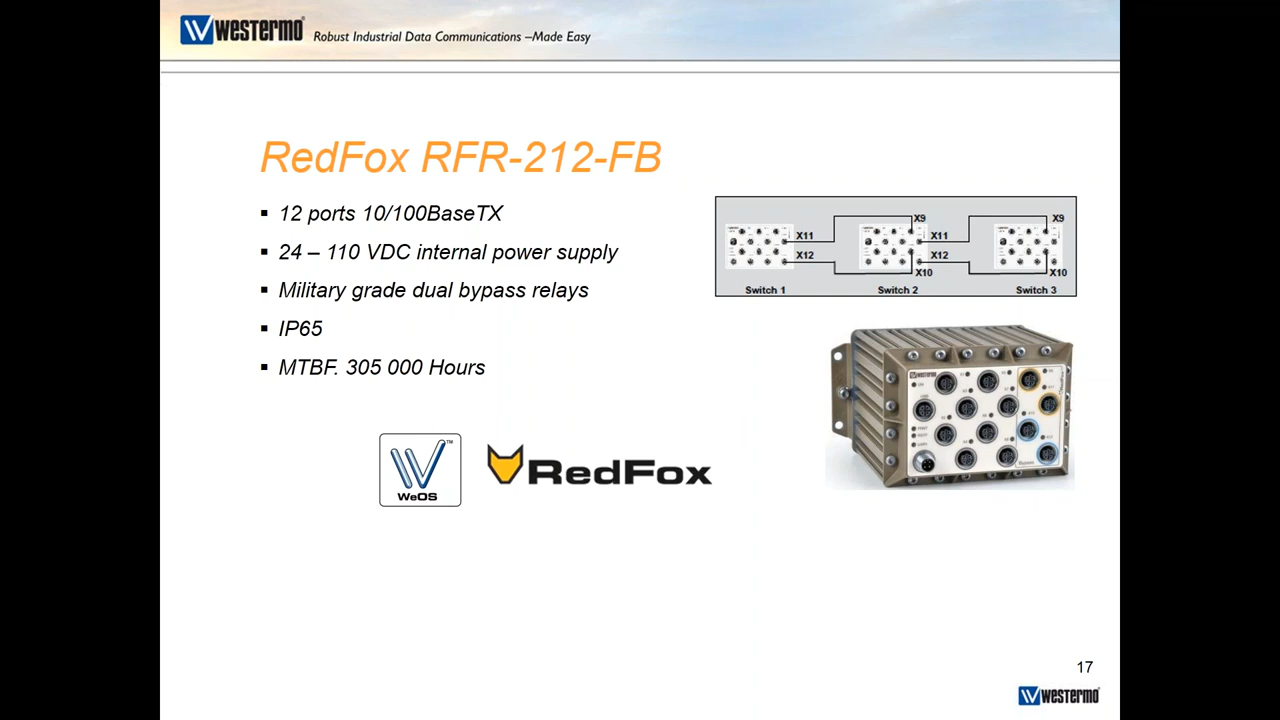 westermo
Robust Industrial Data Communications –Made Easy
RedFox RFR-212-FB
▪ 12 ports 10/100BaseTX
▪ 24 – 110 VDC internal power supply
▪ Military grade dual bypass relays
▪ IP65
▪ MTBF. 305 000 Hours
X9
X9
X11
X11
X12
X12
X10
X10
Switch 1
Switch 2
Switch 3
WESTERMO
W™
WeOS
RedFox
17
westermo